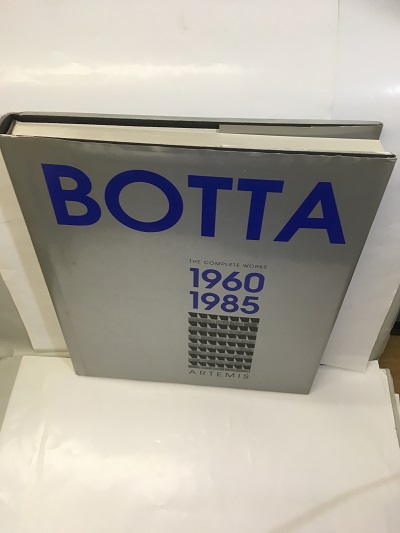 BOTTA
THE COMPLETE WORKS
1960
1985
ARTEMIS